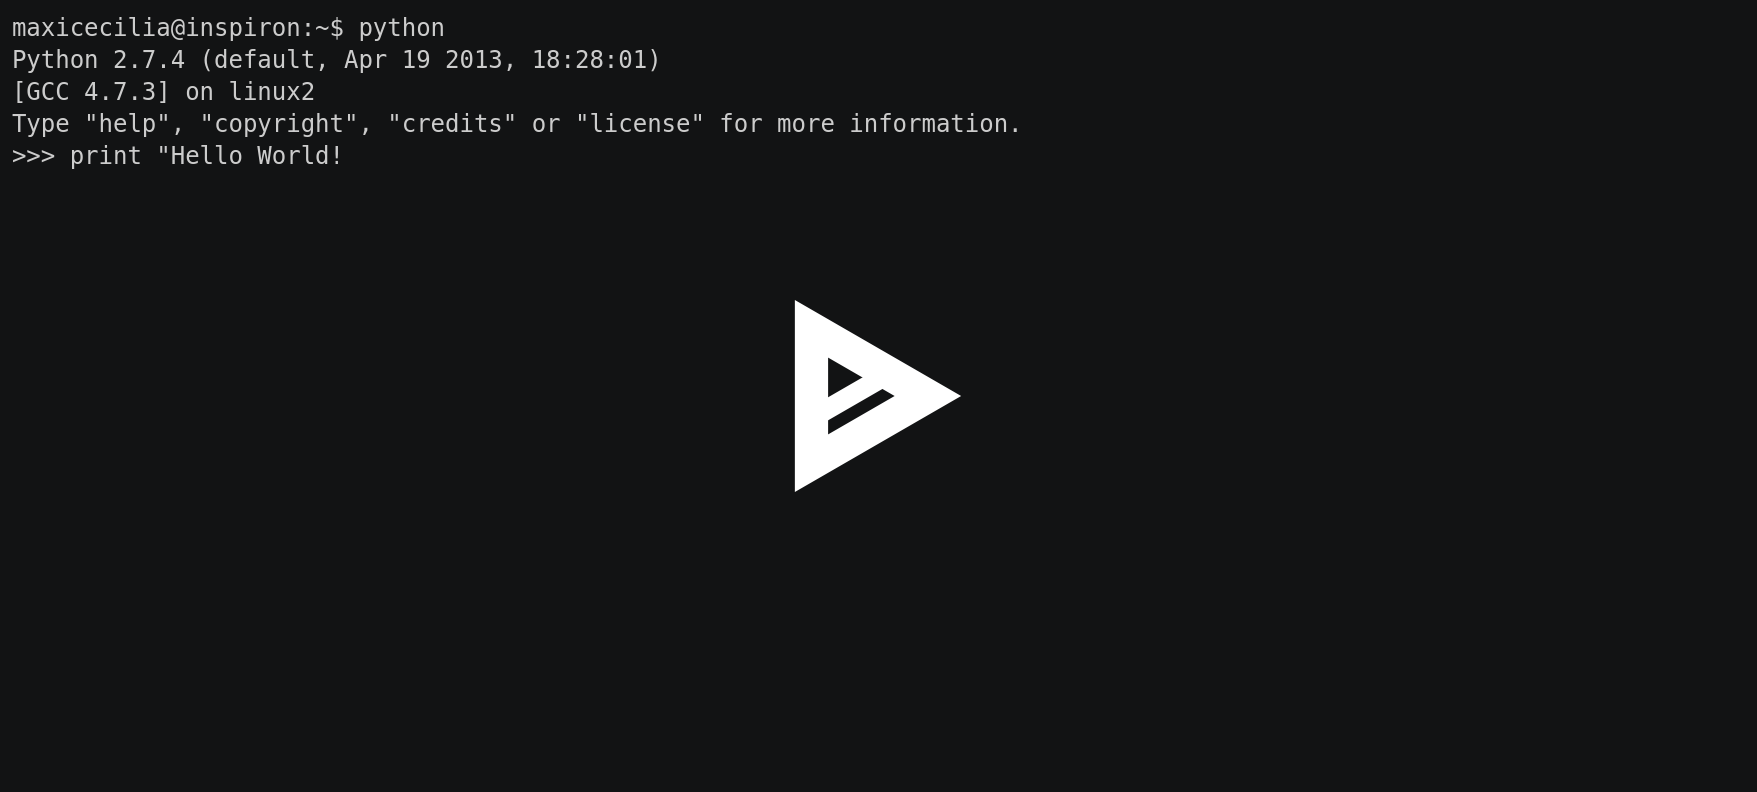 maxicecilia@inspiron:~$ python
Python 2.7.4 (default, Apr 19 2013, 18:28:01)
[GCC 4.7.3] on linux2
Type "help", "copyright", "credits" or "license" for more information.
>>> print "Hello World!